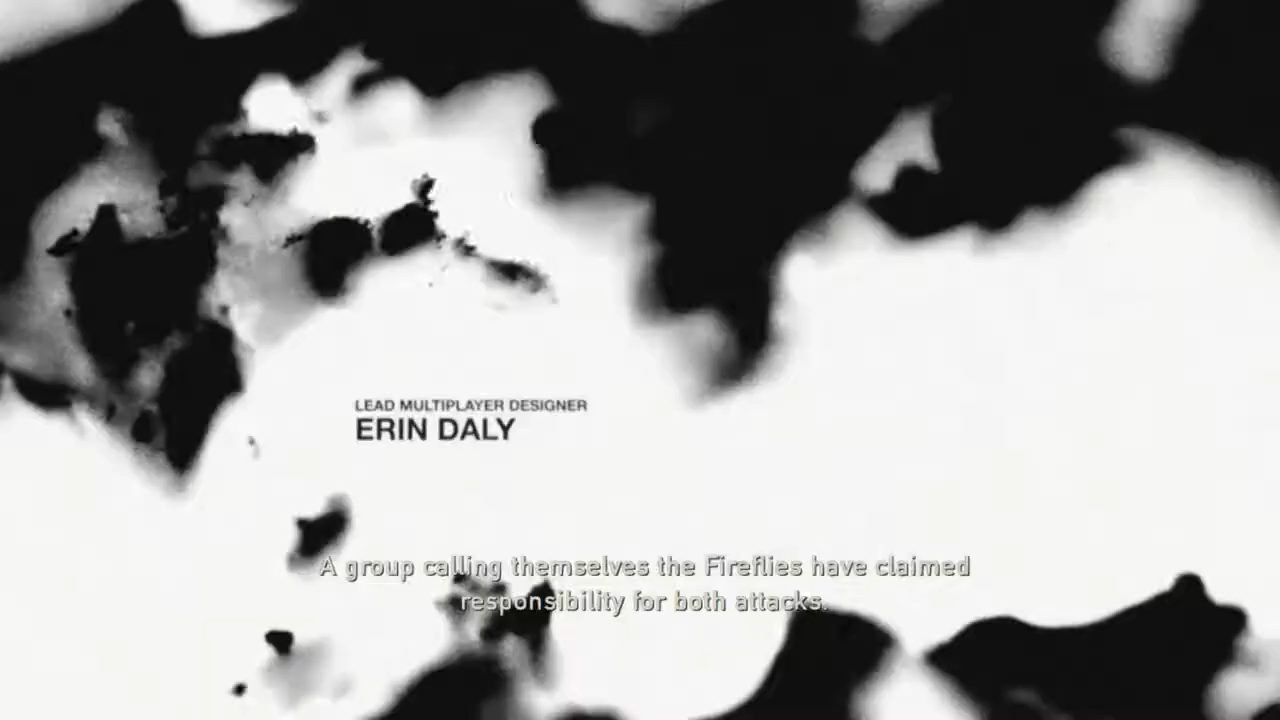 LEAD MULTIPLAYER DESIGNER
ERIN DALY
A group calling themselves the Fireflies have claimed
responsibility for both attacks.